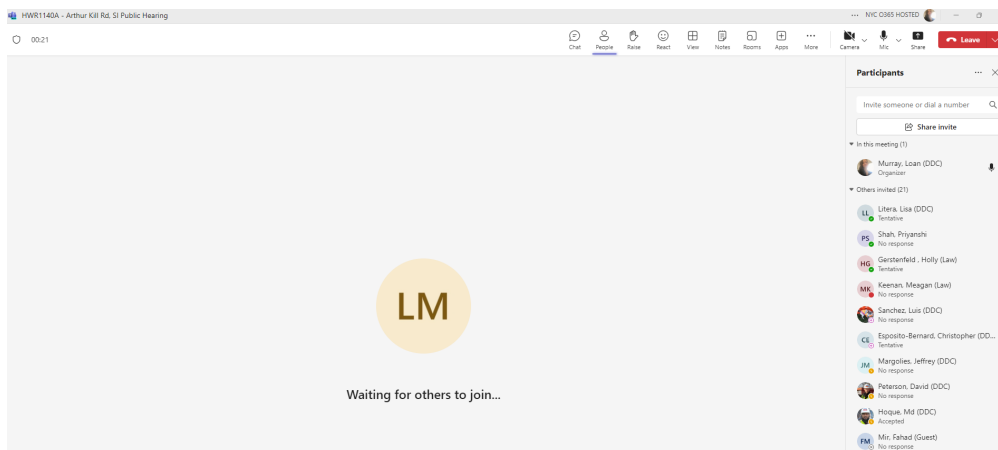 HWR1140A - Arthur Kill Rd, SI Public Hearing
NYC O365 HOSTED
00:21
Chat
People
Raise
React
View
Notes
Rooms
Apps
More
Camera
Mic
Share
Leave
Participants
Invite someone or dial a number
Share invite
In this meeting (1)
Murray, Loan (DDC)
Organizer
Others invited (21)
LL
Litera, Lisa (DDC)
Tentative
PS
Shah, Priyanshi
No response
HG
Gerstenfeld , Holly (Law)
Tentative
MK
Keenan, Meagan (Law)
No response
Sanchez, Luis (DDC)
No response
CE
Esposito-Bernard, Christopher (DD...
Tentative
JM
Margolies, Jeffrey (DDC)
No response
Peterson, David (DDC)
No response
Hoque, Md (DDC)
Accepted
FM
Mir, Fahad (Guest)
No response
LM
Waiting for others to join...